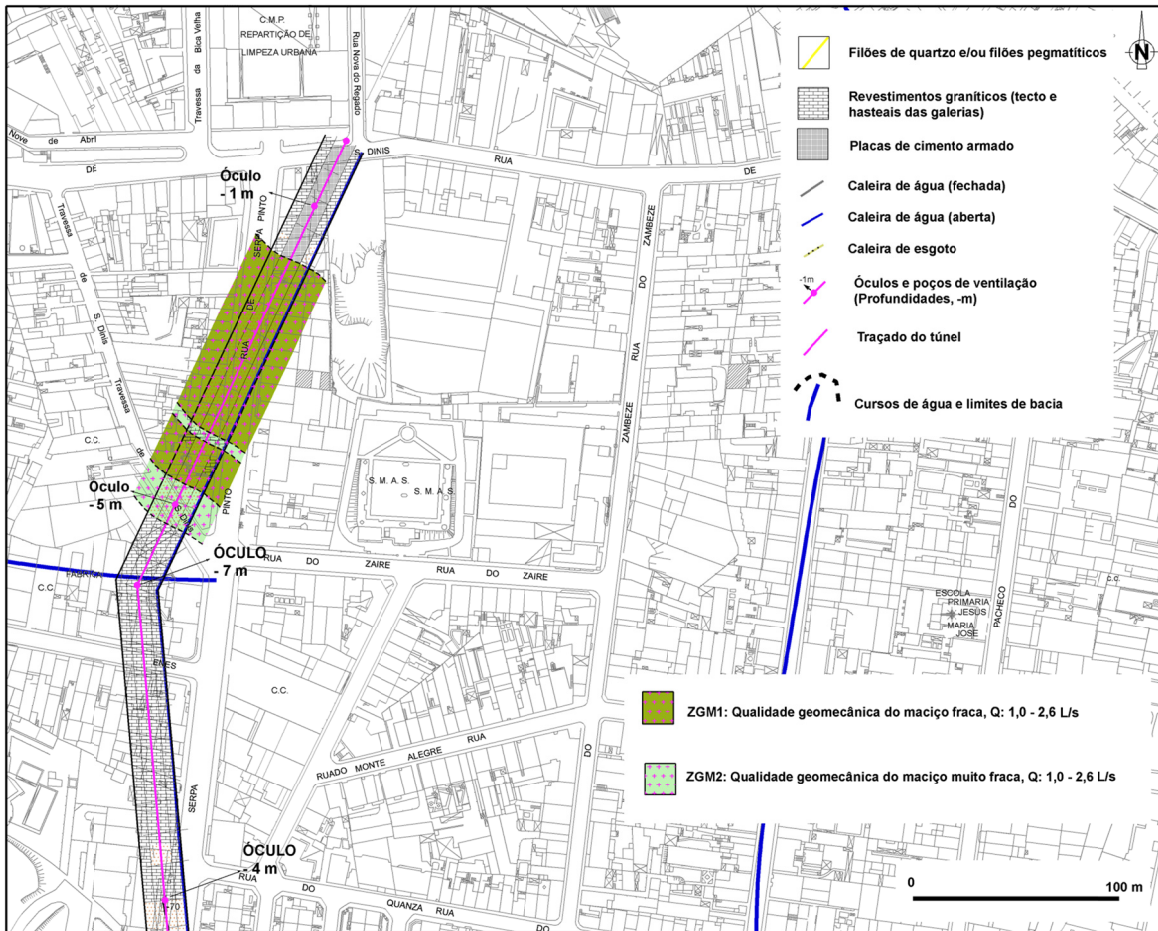 C.M.P.
REPARTIÇÃO DE
LIMPEZA URBANA
Travessa da Bica Velha
Rua Nova do Regado
Nove de Abril
DE
S. DINIS
RUA
DE
Óculo
- 1 m
SERPA PINTO
DE
RUA
Travessa
de
S. Dinis
Travessa
de
C.C.
ZAMBEZE
DO
RUA
ZAMBEZE
S. M. A. S.
S. M. A. S.
Óculo
- 5 m
S. Dinis
PINTO
ÓCULO
- 7 m
RUA DO ZAIRE RUA DO ZAIRE
FABRICA
C.C.
C.C.
ENES
C.C.
SERPA
RUADO MONTE ALEGRE RUA
DO
ÓCULO
- 4 m
-70
RUA DO QUANZA RUA DO
ESCOLA
PRIMARIA
JESUS
MARIA
JOSÉ
c.c.
DO
PACHECO
N
Filões de quartzo e/ou filões pegmatíticos
Revestimentos graníticos (tecto e
hasteais das galerias)
Placas de cimento armado
Caleira de água (fechada)
Caleira de água (aberta)
Caleira de esgoto
-1m
Óculos e poços de ventilação
(Profundidades, -m)
Traçado do túnel
Cursos de água e limites de bacia
ZGM1: Qualidade geomecânica do maciço fraca, Q: 1,0 - 2,6 L/s
ZGM2: Qualidade geomecânica do maciço muito fraca, Q: 1,0 - 2,6 L/s
0
100 m